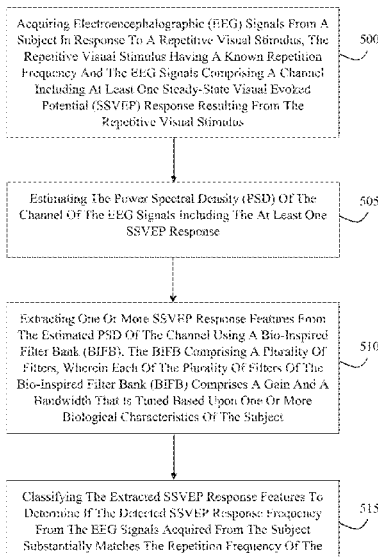 Acquiring Electroencephalographic (EEG) Signals From A
Subject In Response To A Repetitive Visual Stimulus, The
Repetitive Visual Stimulus Having A Known Repetition
Frequency And The EEG Signals Comprising A Channel
Including At Least One Steady-State Visual Evoked
Potential (SSVEP) Response Resulting From The
Repetitive Visual Stimulus
500
Estimating The Power Spectral Density (PSD) Of The
Channel Of The EEG Signals Including The At Least One
SSVEP Response
505
Extracting One Or More SSVEP Response Features From
The Estimated PSD Of The Channel Using A Bio-Inspired
Filter Bank (BIFB), The BIFB Comprising A Plurality Of
Filters, Wherein Each Of The Plurality Of Filters Of The
Bio-Inspired Filter Bank (BIFB) Comprises A Gain And A
Bandwidth That Is Tuned Based Upon One Or More
Biological Characteristics Of The Subject
510
Classifying The Extracted SSVEP Response Features To
Determine If The Detected SSVEP Response Frequency
From The EEG Signals Acquired From The Subject
Substantially Matches The Repetition Frequency Of The
515